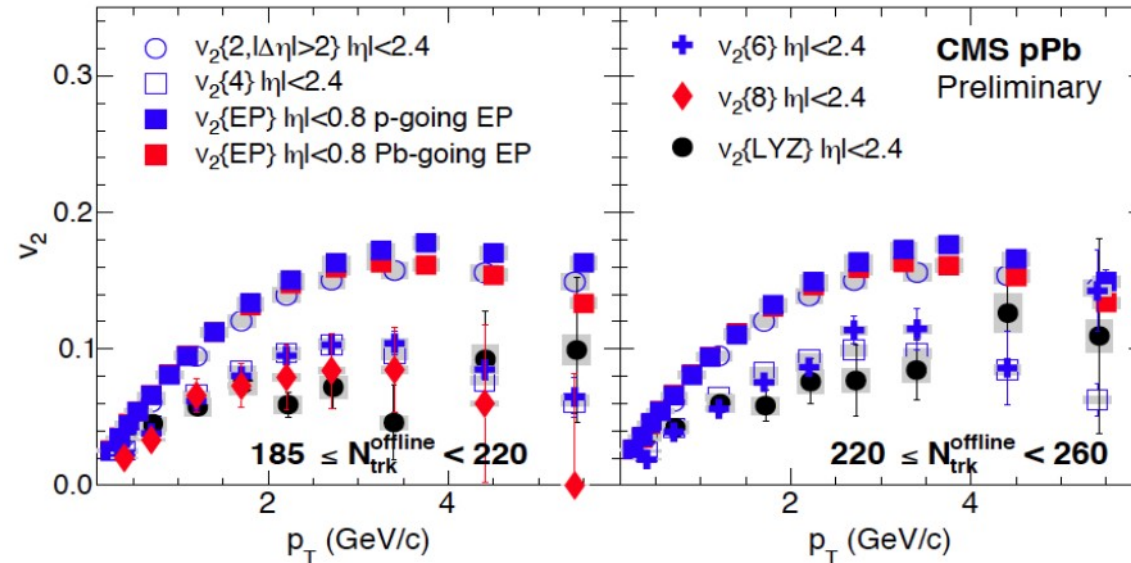 v₂{2,|Δη|>2} |η|<2.4
v₂{4} |η|<2.4
v₂{EP} |η|<0.8 p-going EP
v₂{EP} |η|<0.8 Pb-going EP
v₂{6} |η|<2.4
v₂{8} |η|<2.4
v₂{LYZ} |η|<2.4
CMS pPb
Preliminary
0.3
0.2
0.1
0.0
v₂
185 ≤ N_trk^offline < 220
220 ≤ N_trk^offline < 260
2
4
2
4
p_T (GeV/c)
p_T (GeV/c)